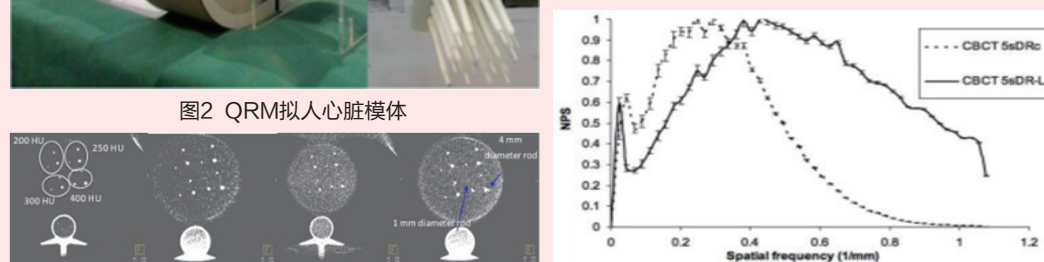 图2 QRM拟人心脏模体
200 HU
250 HU
300 HU
400 HU
4 mm
diameter rod
1 mm diameter rod
NPS
1
0.9
0.8
0.7
0.6
0.5
0.4
0.3
0.2
0.1
0
0 0.2 0.4 0.6 0.8 1 1.2
Spatial frequency (1/mm)
CBCT 5sDRc
CBCT 5sDR-L